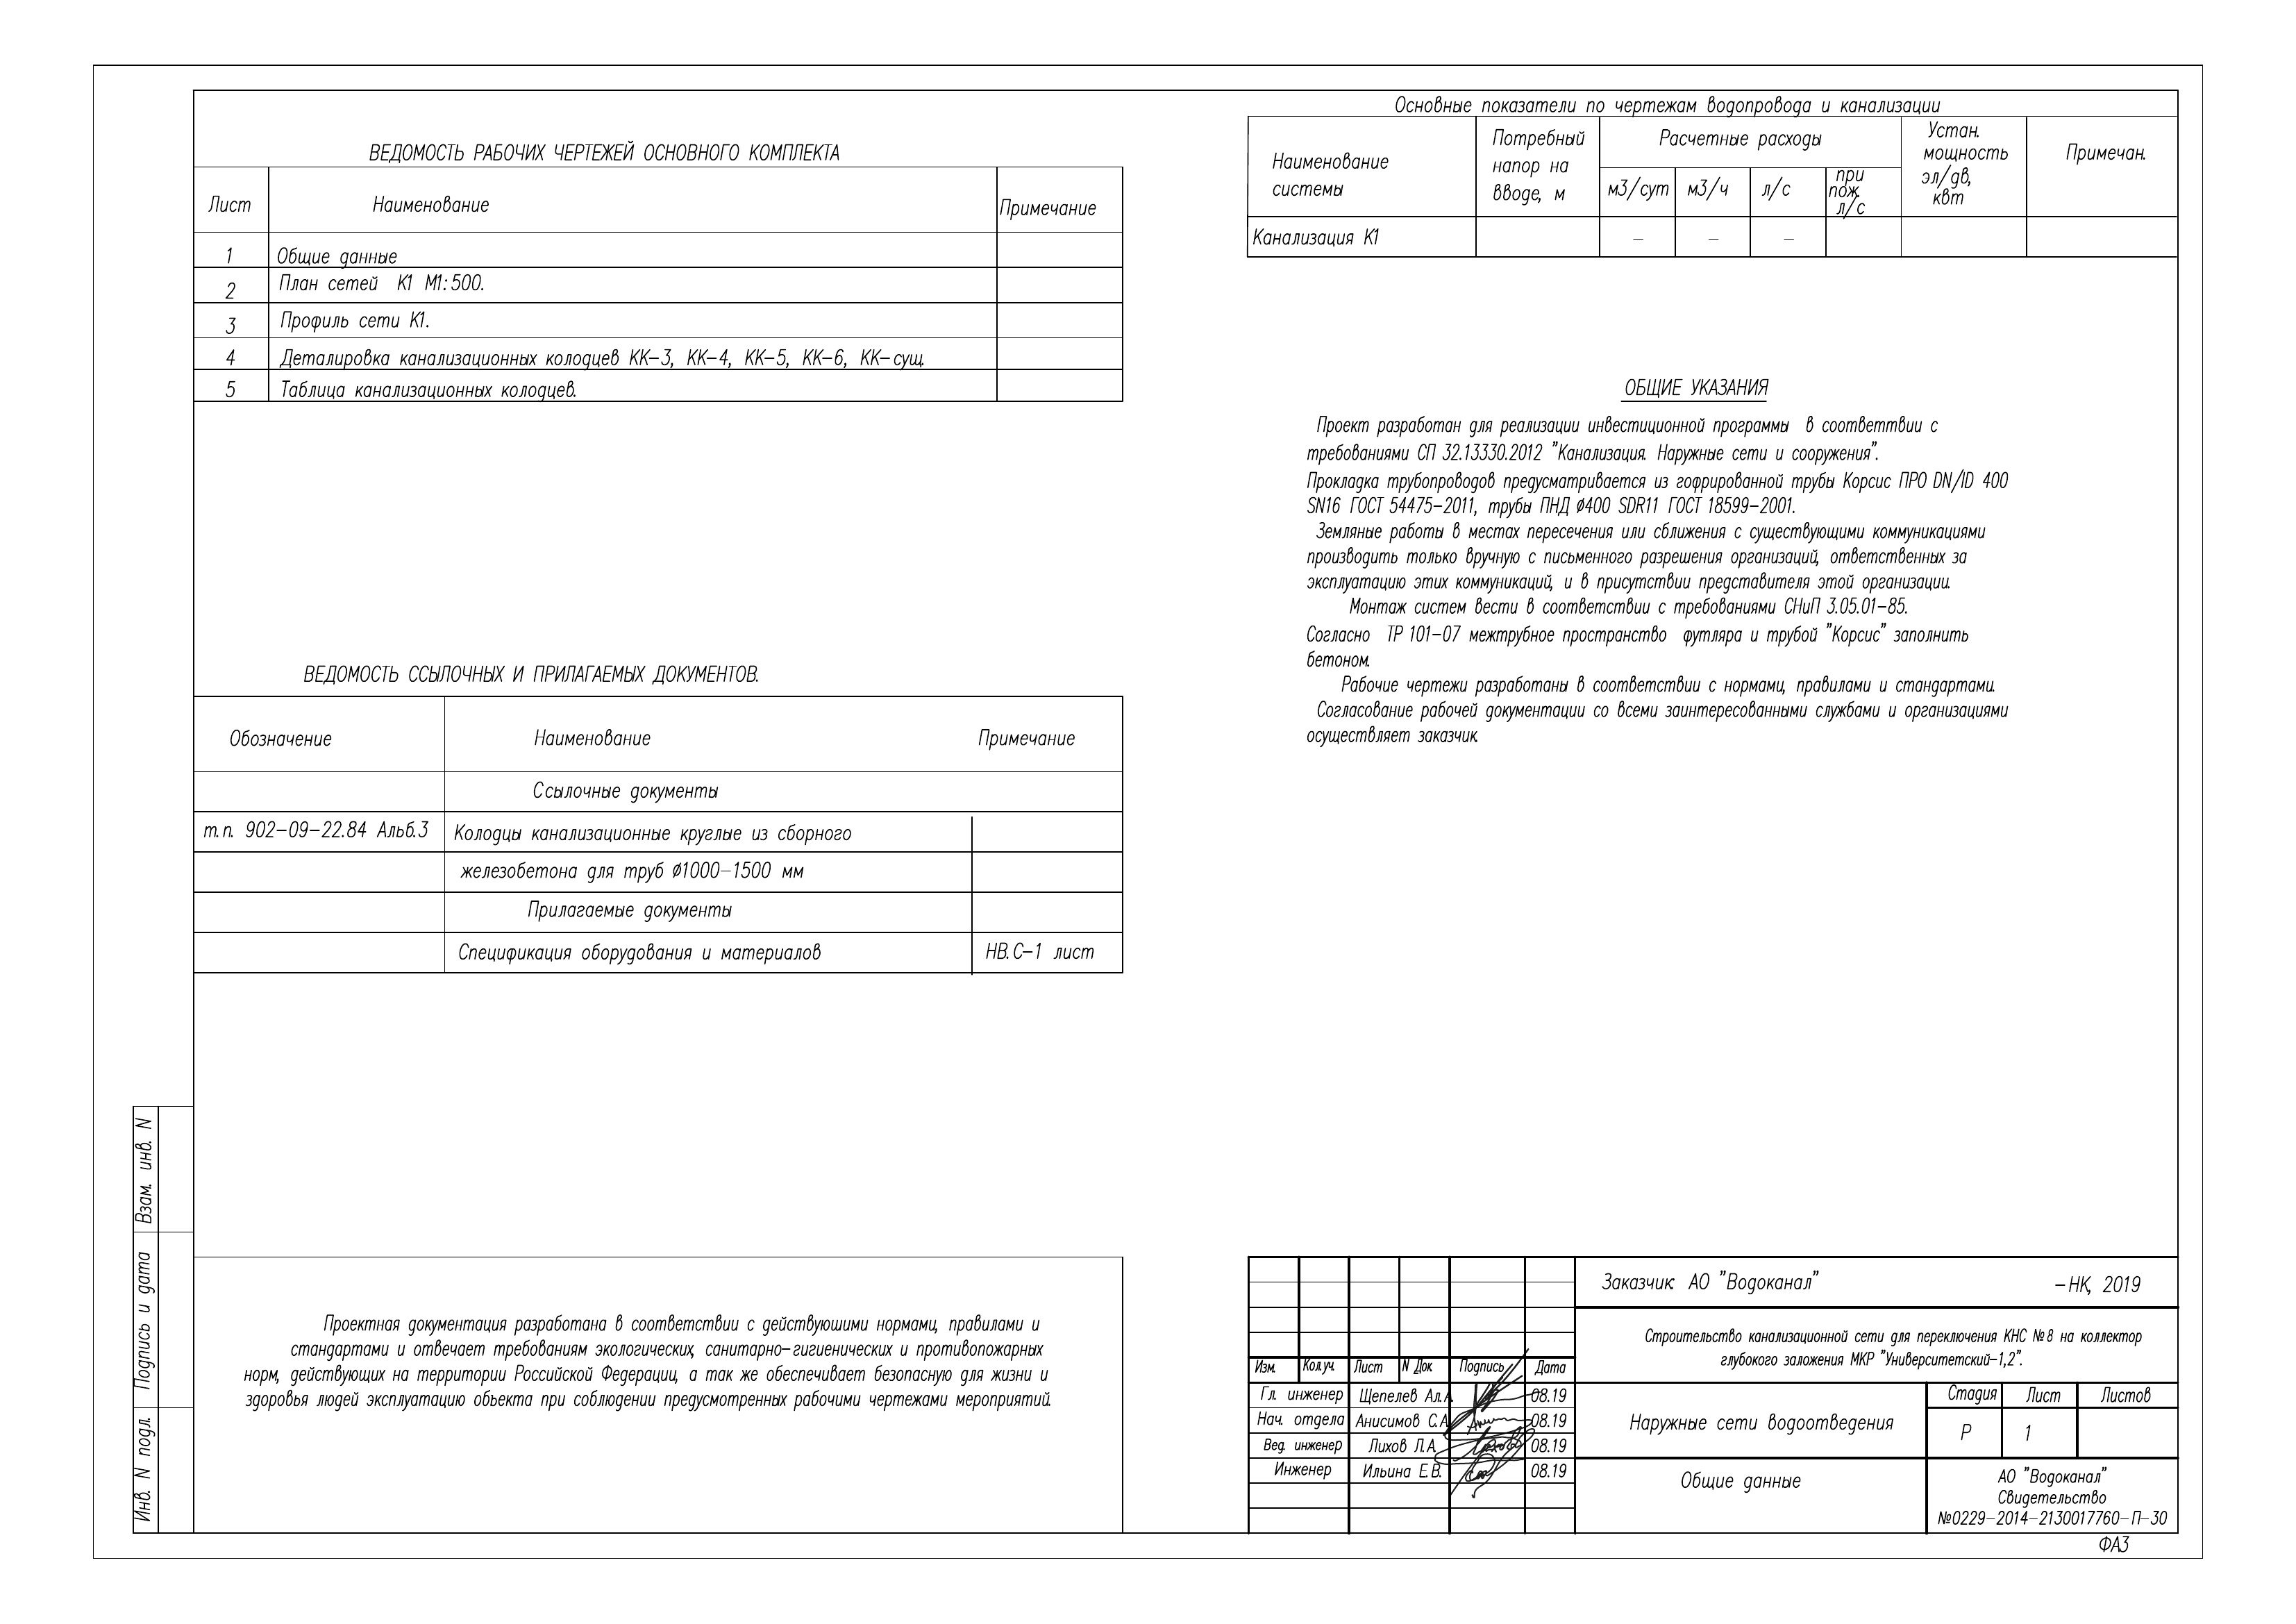 ВЕДОМОСТЬ РАБОЧИХ ЧЕРТЕЖЕЙ ОСНОВНОГО КОМПЛЕКТА
Лист Наименование Примечание
1 Общие данные
2 План сетей К1 М1:500.
3 Профиль сети К1.
4 Деталировка канализационных колодцев КК-3, КК-4, КК-5, КК-6, КК-сущ.
5 Таблица канализационных колодцев.
ВЕДОМОСТЬ ССЫЛОЧНЫХ И ПРИЛАГАЕМЫХ ДОКУМЕНТОВ.
Обозначение Наименование Примечание
Ссылочные документы
т.п. 902-09-22.84 Альб.3 Колодцы канализационные круглые из сборного
железобетона для труб ø1000-1500 мм
Прилагаемые документы
Спецификация оборудования и материалов НВ.С-1 лист
Проектная документация разработана в соответствии с действуюшими нормами, правилами и
стандартами и отвечает требованиям экологических, санитарно-гигиенических и противопожарных
норм, действующих на территории Российской Федерации, а так же обеспечивает безопасную для жизни и
здоровья людей эксплуатацию обьекта при соблюдении предусмотренных рабочими чертежами мероприятий.
Взам. инв. N
Подпись и дата
Инв. N подл.
Основные показатели по чертежам водопровода и канализации
Наименование
системы
Потребный
напор на
вводе, м
Расчетные расходы
м3/сут м3/ч л/с
при
пож.
л/с
Устан.
мощность
эл/дв,
квт
Примечан.
Канализация К1 – – –
ОБЩИЕ УКАЗАНИЯ
Проект разработан для реализации инвестиционной программы в соответтвии с
требованиями СП 32.13330.2012 "Канализация. Наружные сети и сооружения".
Прокладка трубопроводов предусматривается из гофрированной трубы Корсис ПРО DN/ID 400
SN16 ГОСТ 54475-2011, трубы ПНД ø400 SDR11 ГОСТ 18599-2001.
Земляные работы в местах пересечения или сближения с существующими коммуникациями
производить только вручную с письменного разрешения организаций, ответственных за
эксплуатацию этих коммуникаций, и в присутствии представителя этой организации.
Монтаж систем вести в соответствии с требованиями СНиП 3.05.01-85.
Согласно ТР 101-07 межтрубное пространство футляра и трубой "Корсис" заполнить
бетоном.
Рабочие чертежи разработаны в соответствии с нормами, правилами и стандартами.
Согласование рабочей документации со всеми заинтересованными службами и организациями
осуществляет заказчик.
Заказчик: АО "Водоканал" -НК, 2019
Строительство канализационной сети для переключения КНС №8 на коллектор
глубокого заложения МКР "Университетский-1,2".
Изм. Кол.уч. Лист N Док. Подпись Дата
Гл. инженер Щепелев Ал.А. 08.19
Нач. отдела Анисимов С.А. 08.19
Вед. инженер Лихов Л.А. 08.19
Инженер Ильина Е.В. 08.19
Наружные сети водоотведения
Стадия Лист Листов
Р 1
Общие данные
АО "Водоканал"
Свидетельство
№0229-2014-2130017760-П-30
ФА3